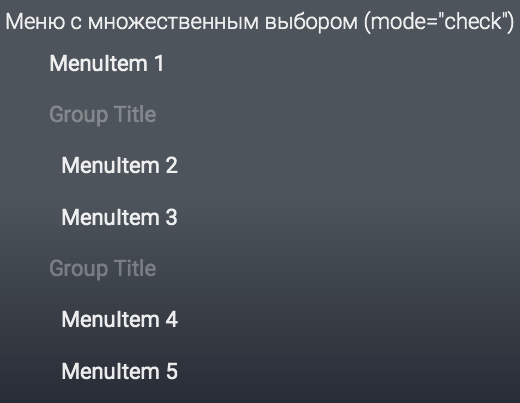 Меню с множественным выбором (mode="check")
MenuItem 1
Group Title
MenuItem 2
MenuItem 3
Group Title
MenuItem 4
MenuItem 5